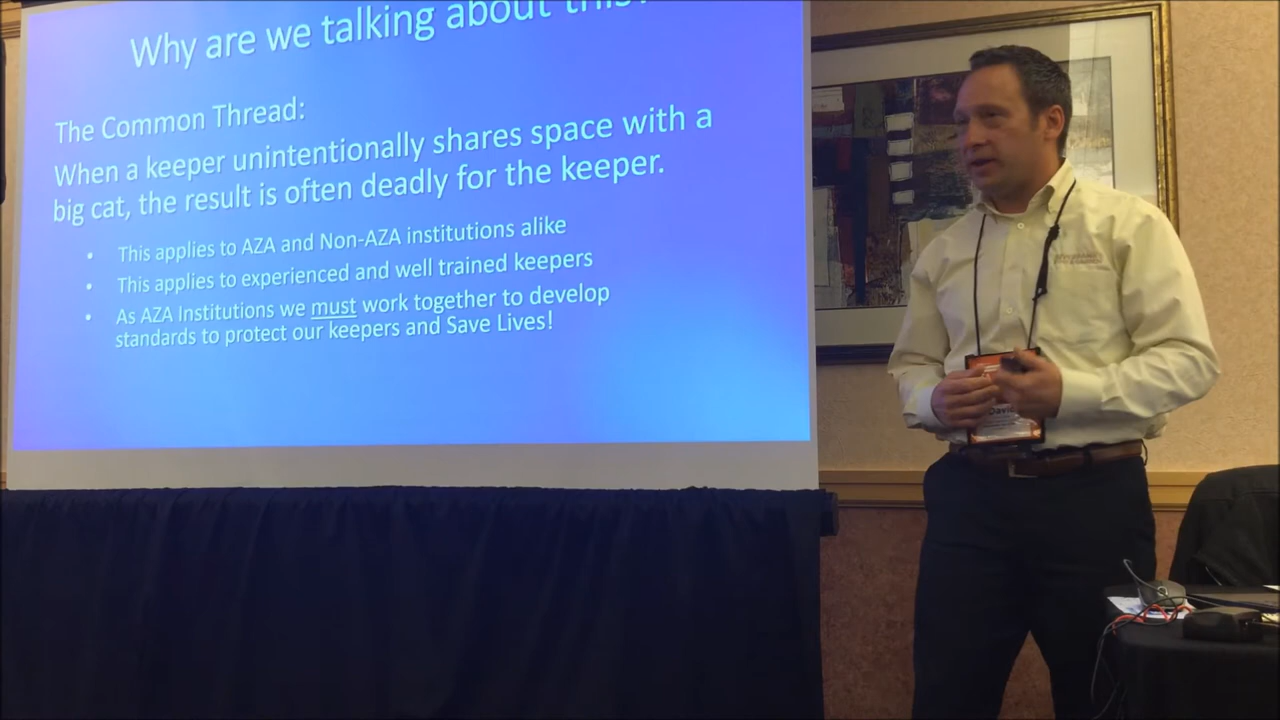 Why are we talking about this?
The Common Thread:
When a keeper unintentionally shares space with a
big cat, the result is often deadly for the keeper.
• This applies to AZA and Non-AZA institutions alike
• This applies to experienced and well trained keepers
• As AZA Institutions we must work together to develop
standards to protect our keepers and Save Lives!
David